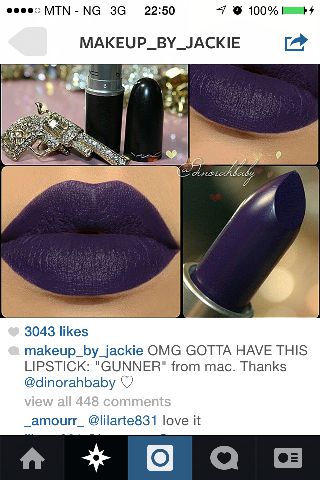 MTN - NG 3G 22:50 100%
MAKEUP_BY_JACKIE
@dinorahbaby
3043 likes
makeup_by_jackie OMG GOTTA HAVE THIS
LIPSTICK: "GUNNER" from mac. Thanks
@dinorahbaby ♡
view all 448 comments
_amourr_ @lilarte831 love it